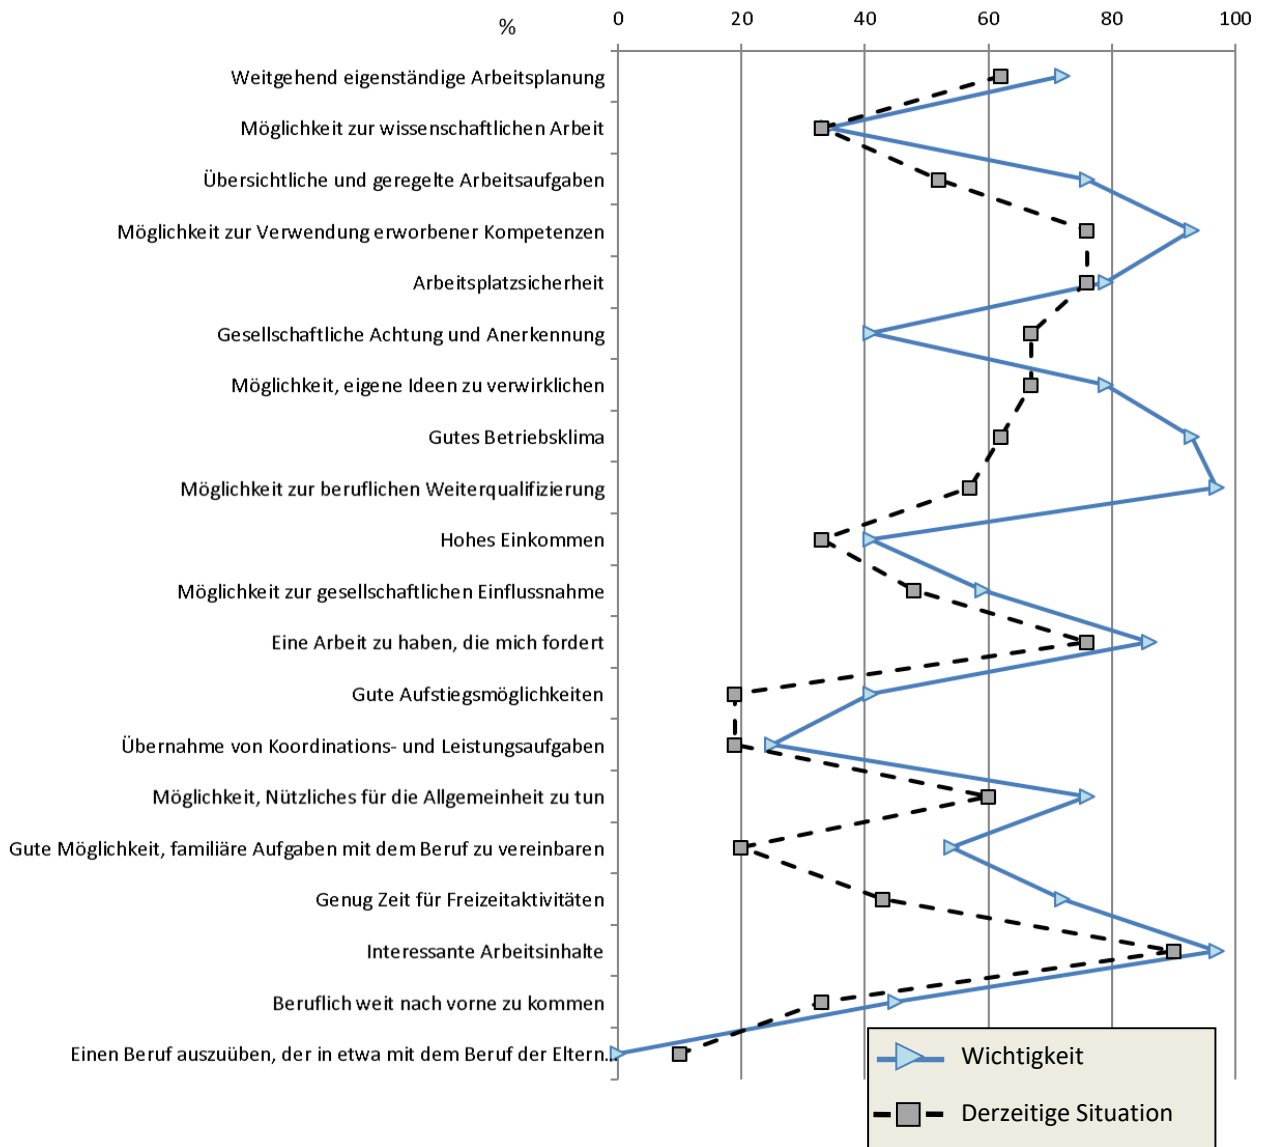 %
0 20 40 60 80 100
Weitgehend eigenständige Arbeitsplanung
Möglichkeit zur wissenschaftlichen Arbeit
Übersichtliche und geregelte Arbeitsaufgaben
Möglichkeit zur Verwendung erworbener Kompetenzen
Arbeitsplatzsicherheit
Gesellschaftliche Achtung und Anerkennung
Möglichkeit, eigene Ideen zu verwirklichen
Gutes Betriebsklima
Möglichkeit zur beruflichen Weiterqualifizierung
Hohes Einkommen
Möglichkeit zur gesellschaftlichen Einflussnahme
Eine Arbeit zu haben, die mich fordert
Gute Aufstiegsmöglichkeiten
Übernahme von Koordinations- und Leistungsaufgaben
Möglichkeit, Nützliches für die Allgemeinheit zu tun
Gute Möglichkeit, familiäre Aufgaben mit dem Beruf zu vereinbaren
Genug Zeit für Freizeitaktivitäten
Interessante Arbeitsinhalte
Beruflich weit nach vorne zu kommen
Einen Beruf auszuüben, der in etwa mit dem Beruf der Eltern...
Wichtigkeit
Derzeitige Situation